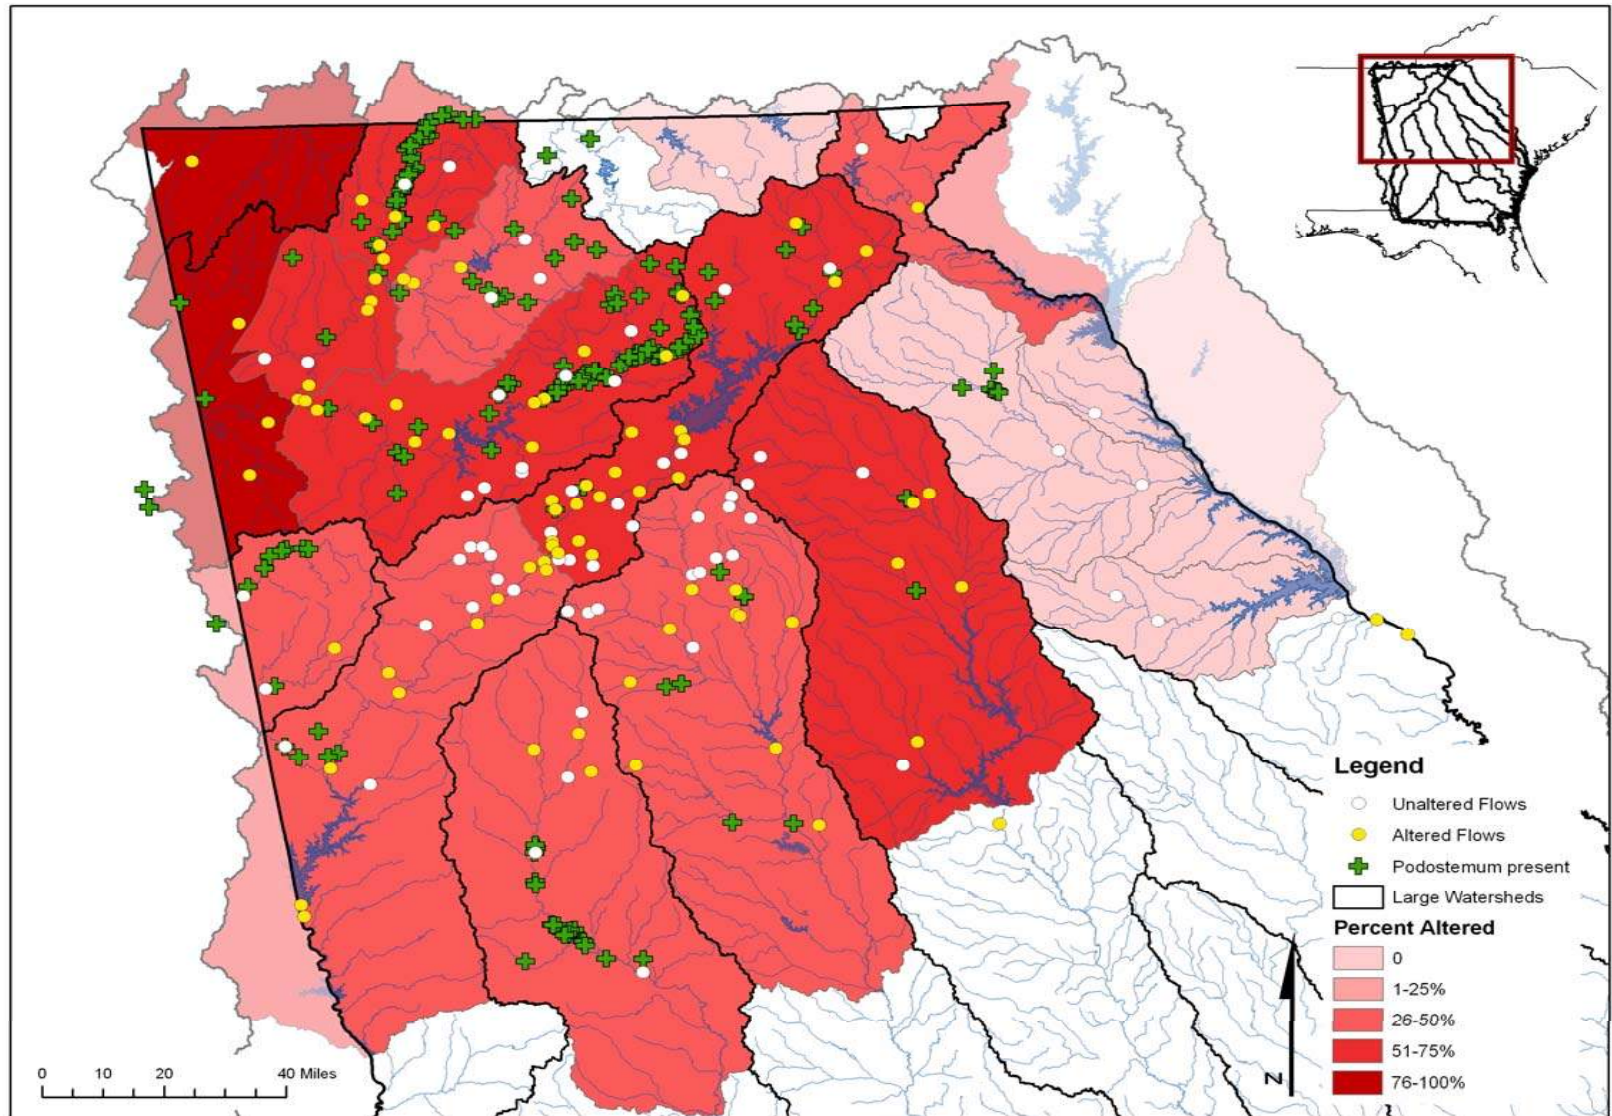 Legend
Unaltered Flows
Altered Flows
Podostemum present
Large Watersheds
Percent Altered
0
1-25%
26-50%
51-75%
76-100%
0 10 20 40 Miles
N